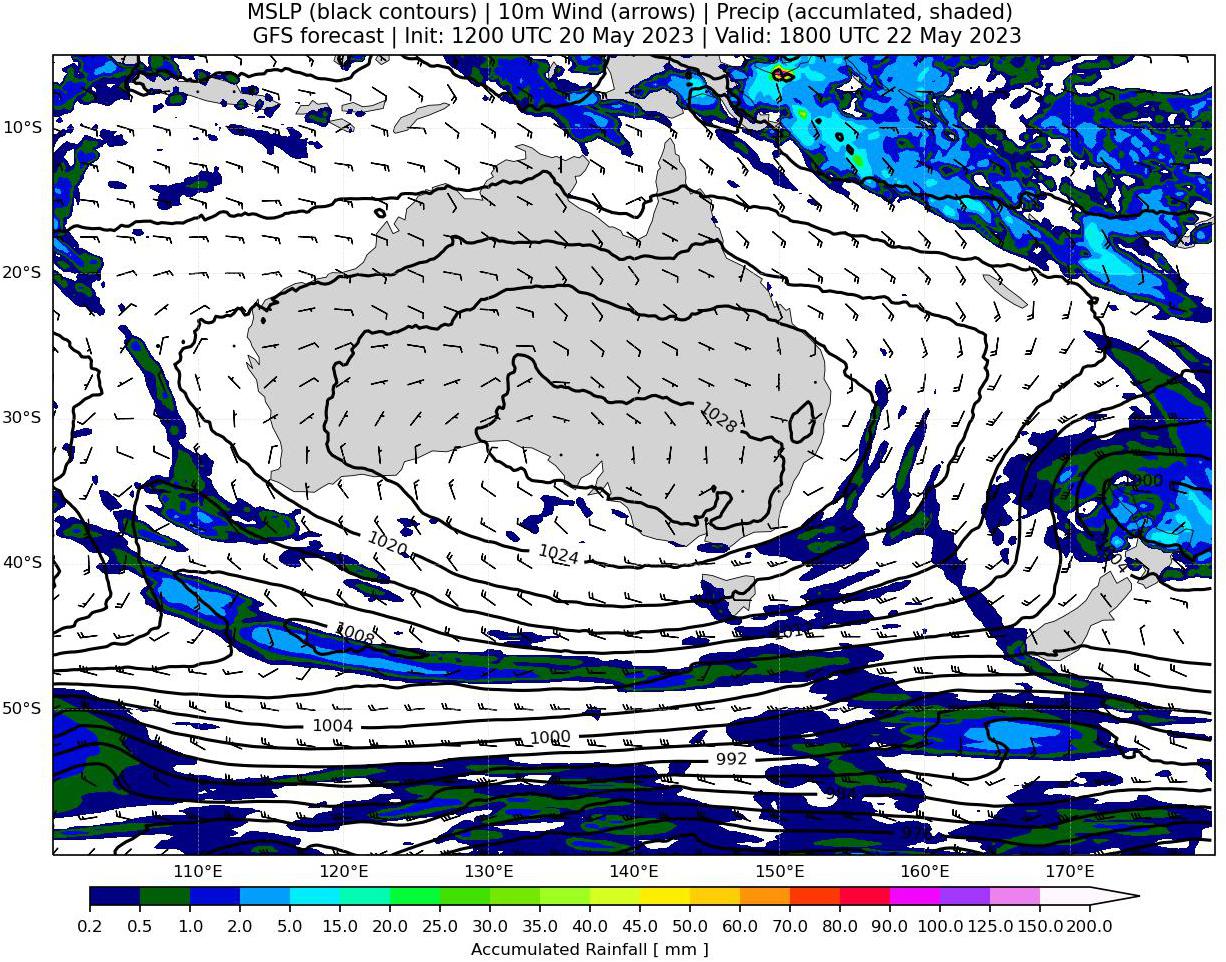 MSLP (black contours) | 10m Wind (arrows) | Precip (accumlated, shaded)
GFS forecast | Init: 1200 UTC 20 May 2023 | Valid: 1800 UTC 22 May 2023
10°S
20°S
1028
30°S
1000
1020
1024
40°S
1008
50°S
1004
1000
992
110°E 120°E 130°E 140°E 150°E 160°E 170°E
0.2 0.5 1.0 2.0 5.0 10.0 15.0 20.0 25.0 30.0 35.0 40.0 45.0 50.0 60.0 70.0 80.0 90.0 100.0 125.0 150.0 200.0
Accumulated Rainfall [ mm ]